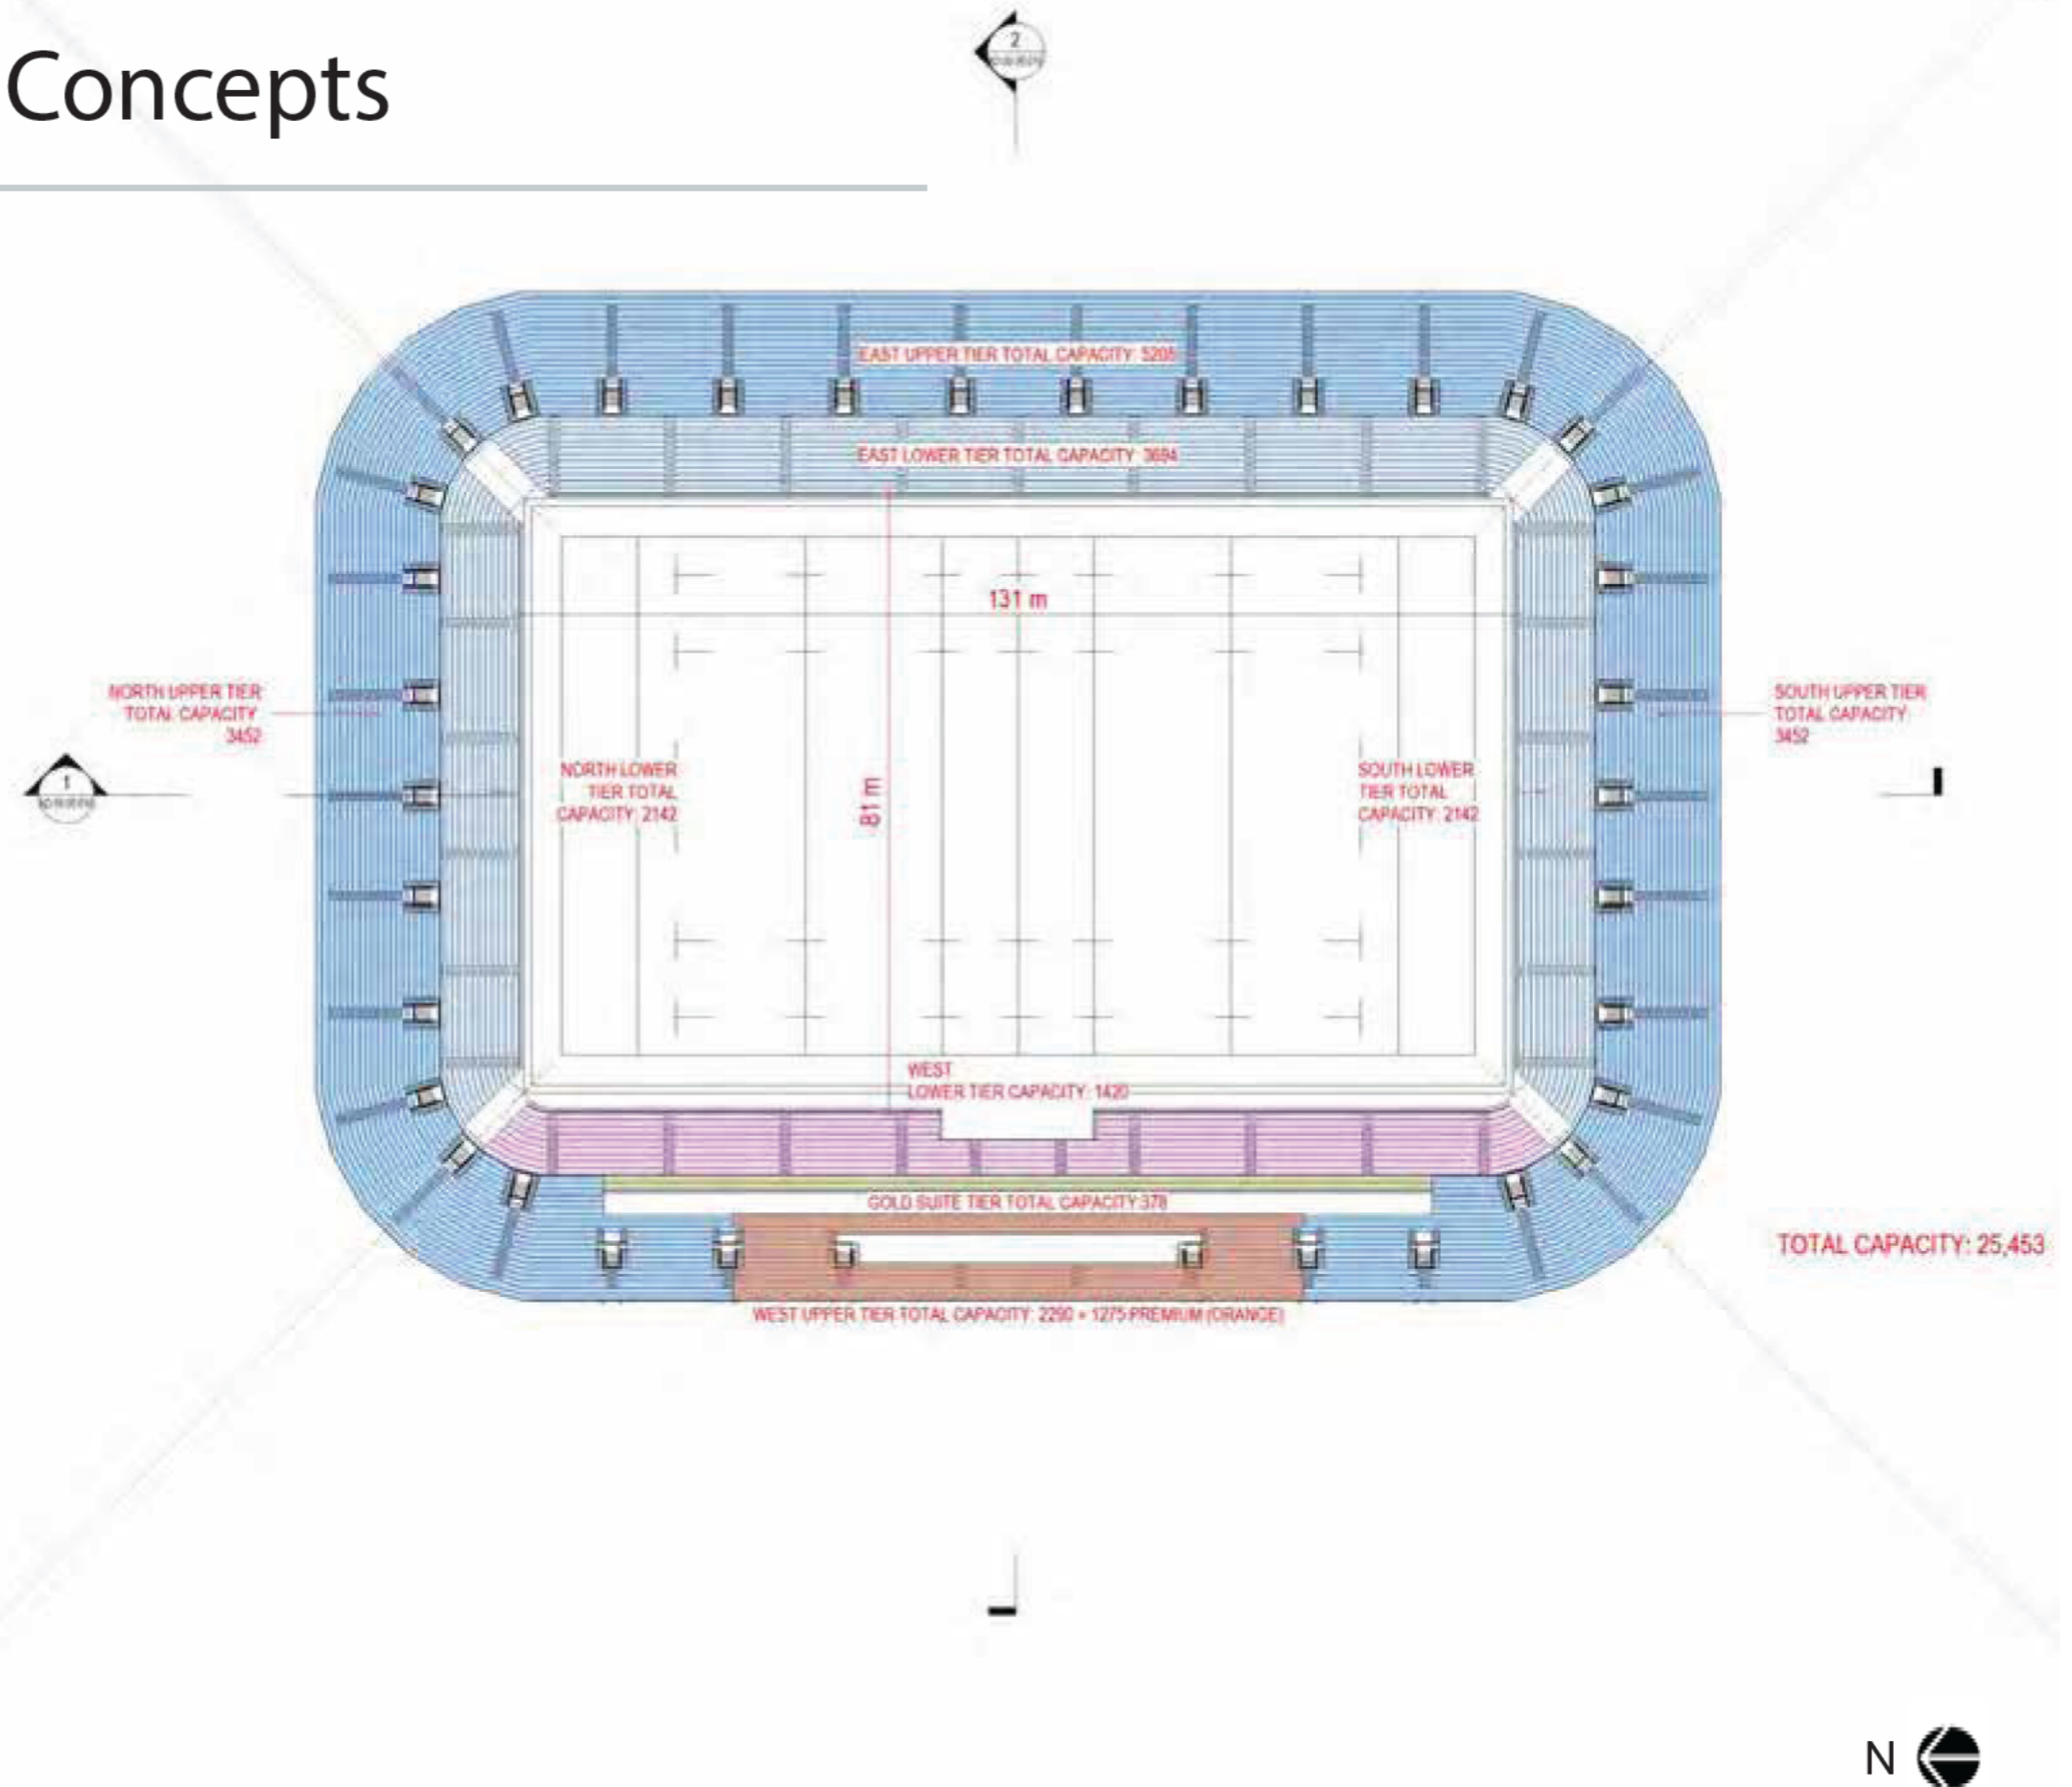 Concepts
2
EAST UPPER TIER TOTAL CAPACITY: 5208
EAST LOWER TIER TOTAL CAPACITY: 3694
131 m
NORTH UPPER TIER
TOTAL CAPACITY
3452
SOUTH UPPER TIER
TOTAL CAPACITY:
3452
1
NORTH LOWER
TIER TOTAL
CAPACITY: 2142
81 m
SOUTH LOWER
TIER TOTAL
CAPACITY: 2142
WEST
LOWER TIER CAPACITY: 1420
GOLD SUITE TIER TOTAL CAPACITY:378
TOTAL CAPACITY: 25,453
WEST UPPER TIER TOTAL CAPACITY: 2290 + 1275 PREMIUM (ORANGE)
N